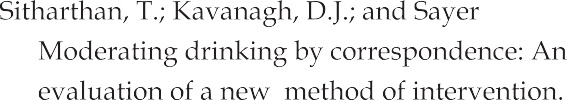 Sitharthan, T.; Kavanagh, D.J.; and Sayer
Moderating drinking by correspondence: An
evaluation of a new method of intervention.